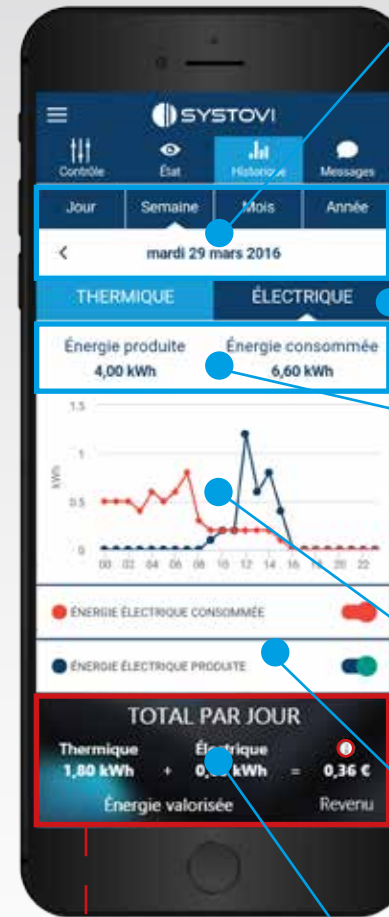 SYSTOVI
Contrôle État Historique Messages
Jour Semaine Mois Année
< mardi 29 mars 2016
THERMIQUE ÉLECTRIQUE
Énergie produite Énergie consommée
4,00 kWh 6,60 kWh
1.5
1
kWh
0.5
0
00 02 04 06 08 10 12 14 16 18 20 22
ÉNERGIE ÉLECTRIQUE CONSOMMÉE
ÉNERGIE ÉLECTRIQUE PRODUITE
TOTAL PAR JOUR
Thermique Électrique
1,80 kWh + kWh = 0,36 €
Énergie valorisée Revenu